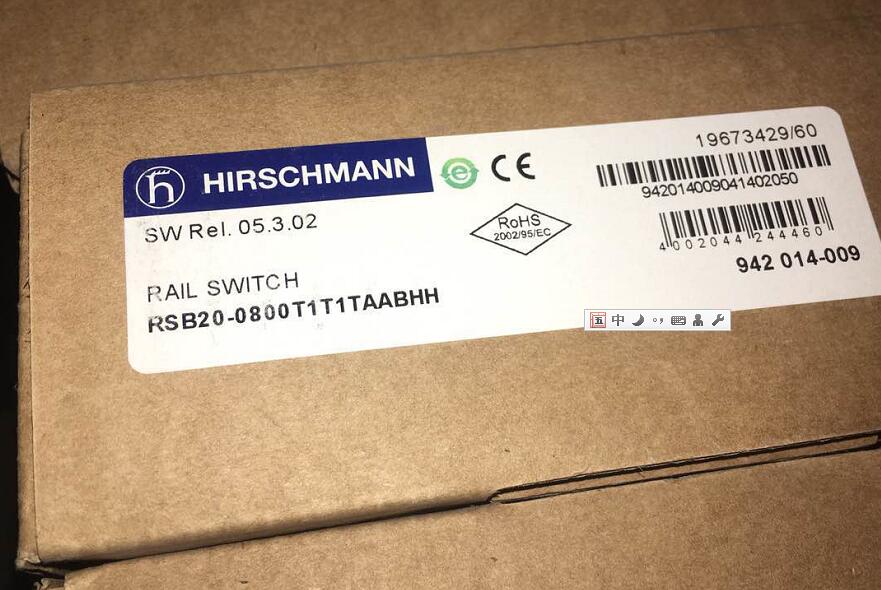 HIRSCHMANN
SW Rel. 05.3.02
RAIL SWITCH
RSB20-0800T1T1TAABHH
e
CE
RoHS
2002/95/EC
19673429/60
942014009041402050
4 002044 244460
942 014-009
五 中